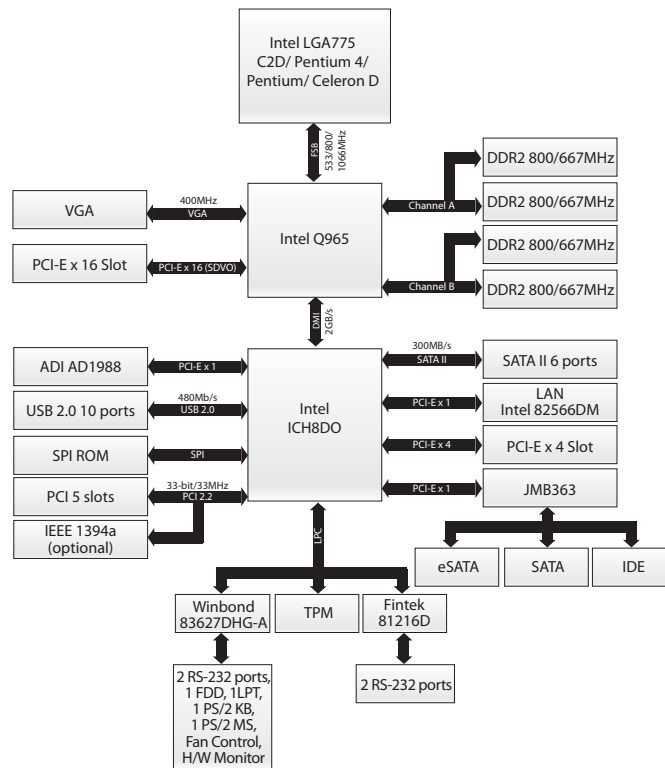 Intel LGA775
C2D/ Pentium 4/
Pentium/ Celeron D
FSB
533/800/
1066MHz
DDR2 800/667MHz
VGA
400MHz
VGA
Intel Q965
Channel A
DDR2 800/667MHz
DDR2 800/667MHz
PCI-E x 16 Slot
PCI-E x 16 (SDVO)
Channel B
DDR2 800/667MHz
DMI
2GB/s
ADI AD1988
PCI-E x 1
Intel
ICH8DO
300MB/s
SATA II
SATA II 6 ports
USB 2.0 10 ports
480Mb/s
USB 2.0
PCI-E x 1
LAN
Intel 82566DM
SPI ROM
SPI
PCI-E x 4
PCI-E x 4 Slot
PCI 5 slots
33-bit/33MHz
PCI 2.2
PCI-E x 1
JMB363
IEEE 1394a
(optional)
LPC
eSATA
SATA
IDE
Winbond
83627DHG-A
TPM
Fintek
81216D
2 RS-232 ports,
1 FDD, 1LPT,
1 PS/2 KB,
1 PS/2 MS,
Fan Control,
H/W Monitor
2 RS-232 ports